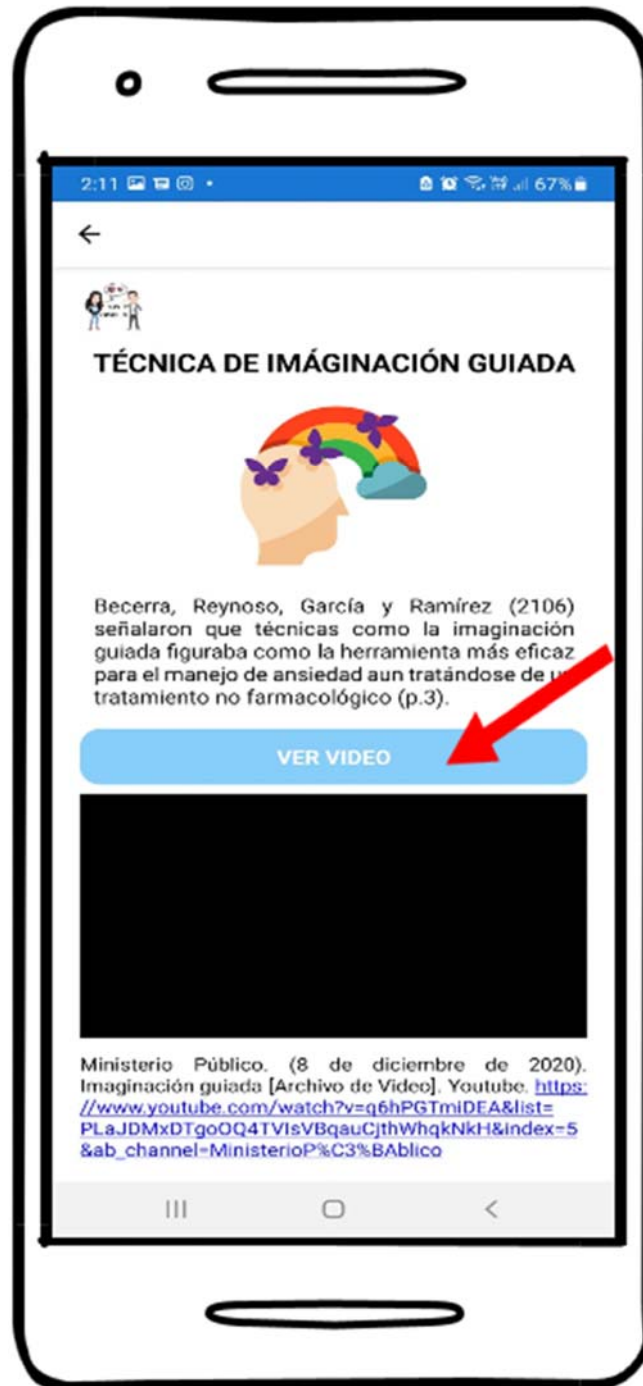 2:11
67%
TÉCNICA DE IMÁGINACIÓN GUIADA
Becerra, Reynoso, García y Ramírez (2106)
señalaron que técnicas como la imaginación
guiada figuraba como la herramienta más eficaz
para el manejo de ansiedad aun tratándose de
tratamiento no farmacológico (p.3).
VER VIDEO
Ministerio Público. (8 de diciembre de 2020).
Imaginación guiada [Archivo de Video]. Youtube. https:
//www.youtube.com/watch?v=q6hPGTmiDEA&list=
PLaJDMxDTgoOQ4TVIsVBqauCjthWhqkNkH&index=5
&ab_channel=MinisterioP%C3%BAblico